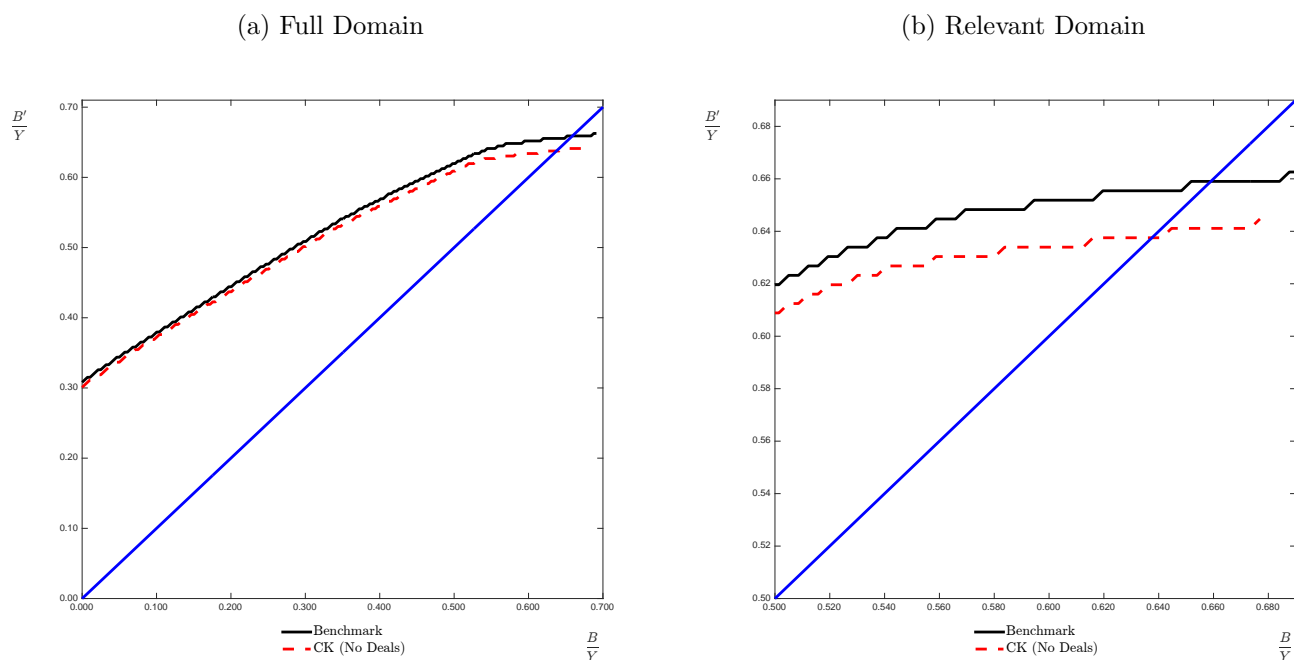 (a) Full Domain
(b) Relevant Domain
B′/Y
0.70
0.60
0.50
0.40
0.30
0.20
0.10
0.00
0.000 0.100 0.200 0.300 0.400 0.500 0.600 0.700
Benchmark
CK (No Deals)
B/Y
B′/Y
0.68
0.66
0.64
0.62
0.60
0.58
0.56
0.54
0.52
0.50
0.500 0.520 0.540 0.560 0.580 0.600 0.620 0.640 0.660 0.680
Benchmark
CK (No Deals)
B/Y